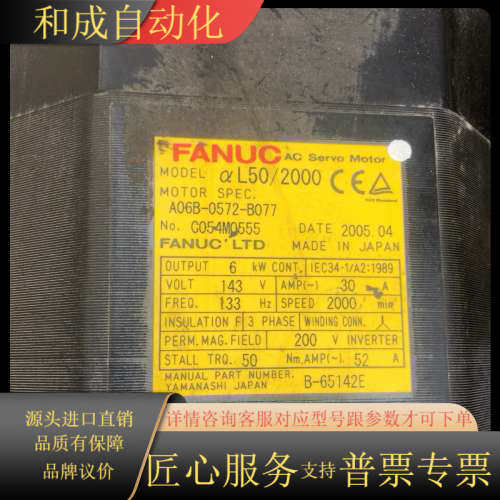 和成自动化
FANUC AC Servo Motor
MODEL αL50/2000 CE
MOTOR SPEC.
A06B-0572-B077
No. C054M0555 DATE 2005.04
FANUC LTD MADE IN JAPAN
OUTPUT 6 kW CONT. IEC34-1/A2:1989
VOLT 143 V AMP(~) 30 A
FREQ. 133 Hz SPEED 2000 min
INSULATION F 3 PHASE WINDING CONN. 人
PERM. MAG. FIELD 200 V INVERTER
STALL TRQ. 50 Nm, AMP(~). 52 A
MANUAL PART NUMBER.
YAMANASHI JAPAN B-65142E
源头进口直销
品质有保障
品牌议价
详情咨询客服对应型号跟参数才可下单
匠心服务 支持 普票专票